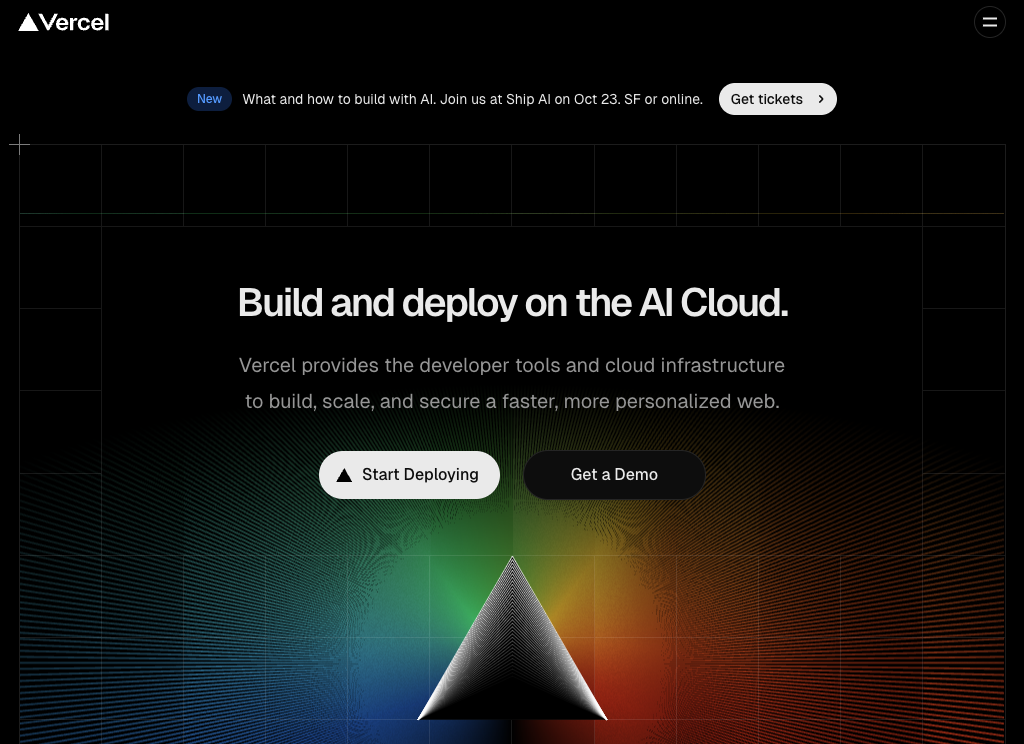 Vercel
New What and how to build with AI. Join us at Ship AI on Oct 23. SF or online. Get tickets
Build and deploy on the AI Cloud.
Vercel provides the developer tools and cloud infrastructure
to build, scale, and secure a faster, more personalized web.
Start Deploying
Get a Demo